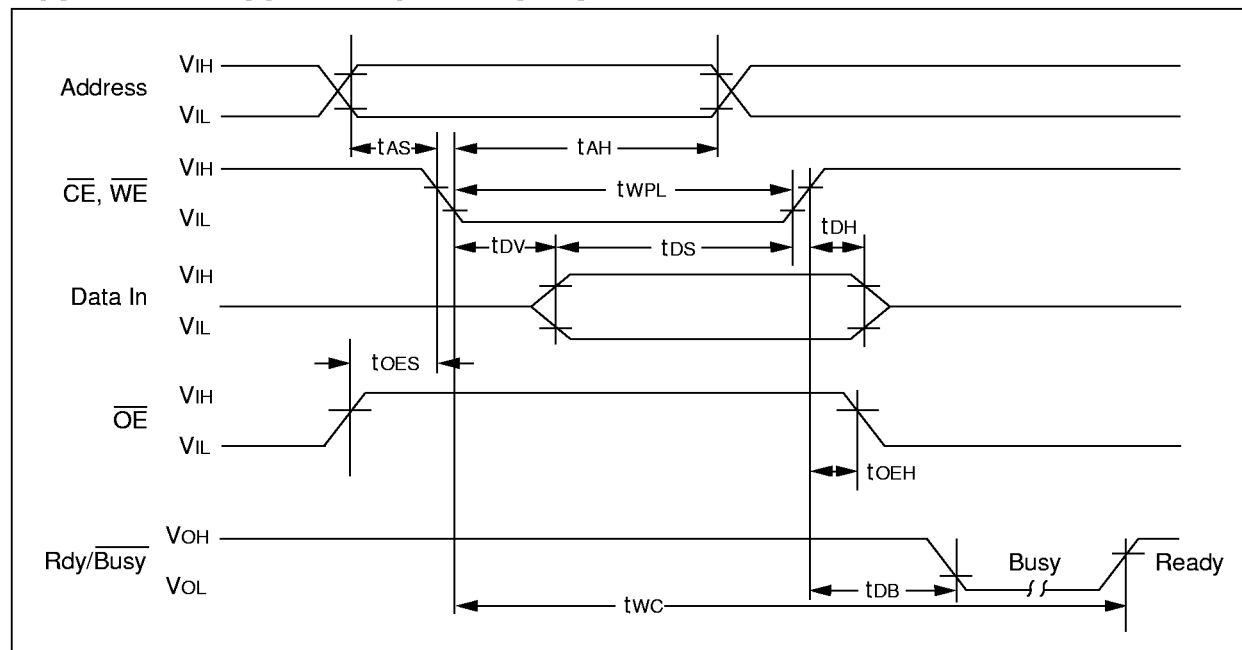 Address
VIH
VIL
tAS
tAH
CE, WE
VIH
VIL
tWPL
tDV
tDS
tDH
Data In
VIH
VIL
tOES
OE
VIH
VIL
tOEH
Rdy/Busy
VOH
VOL
Busy
Ready
tDB
tWC